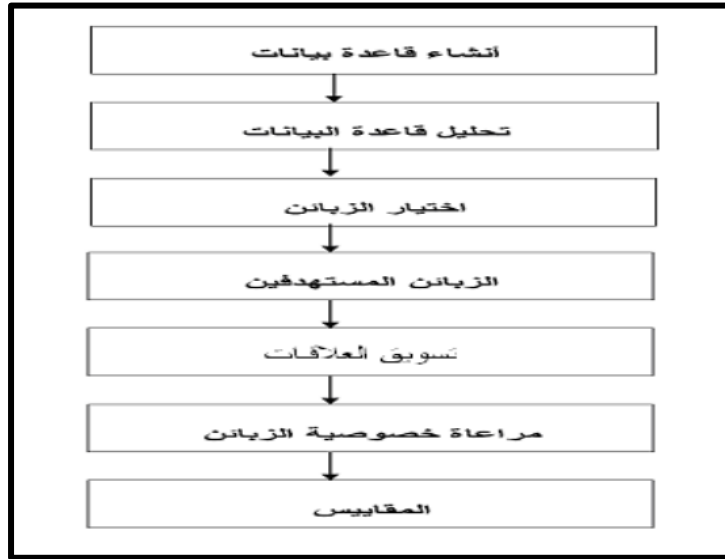 أنشاء قاعدة بيانات
تحليل قاعدة البيانات
اختيار الزبائن
الزبائن المستهدفين
تسويق العلاقات
مراعاة خصوصية الزبائن
المقاييس